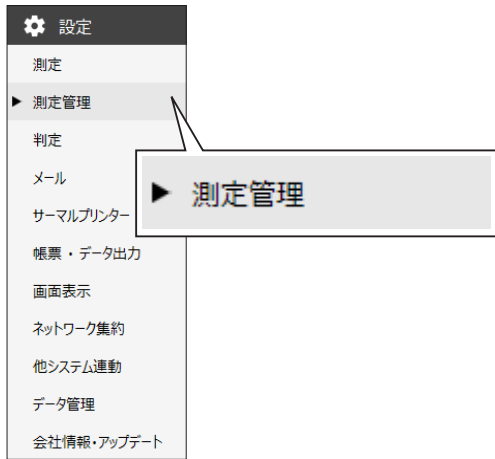 設定
測定
▶ 測定管理
判定
メール
サーマルプリンター
帳票・データ出力
画面表示
ネットワーク集約
他システム連動
データ管理
会社情報・アップデート
▶ 測定管理